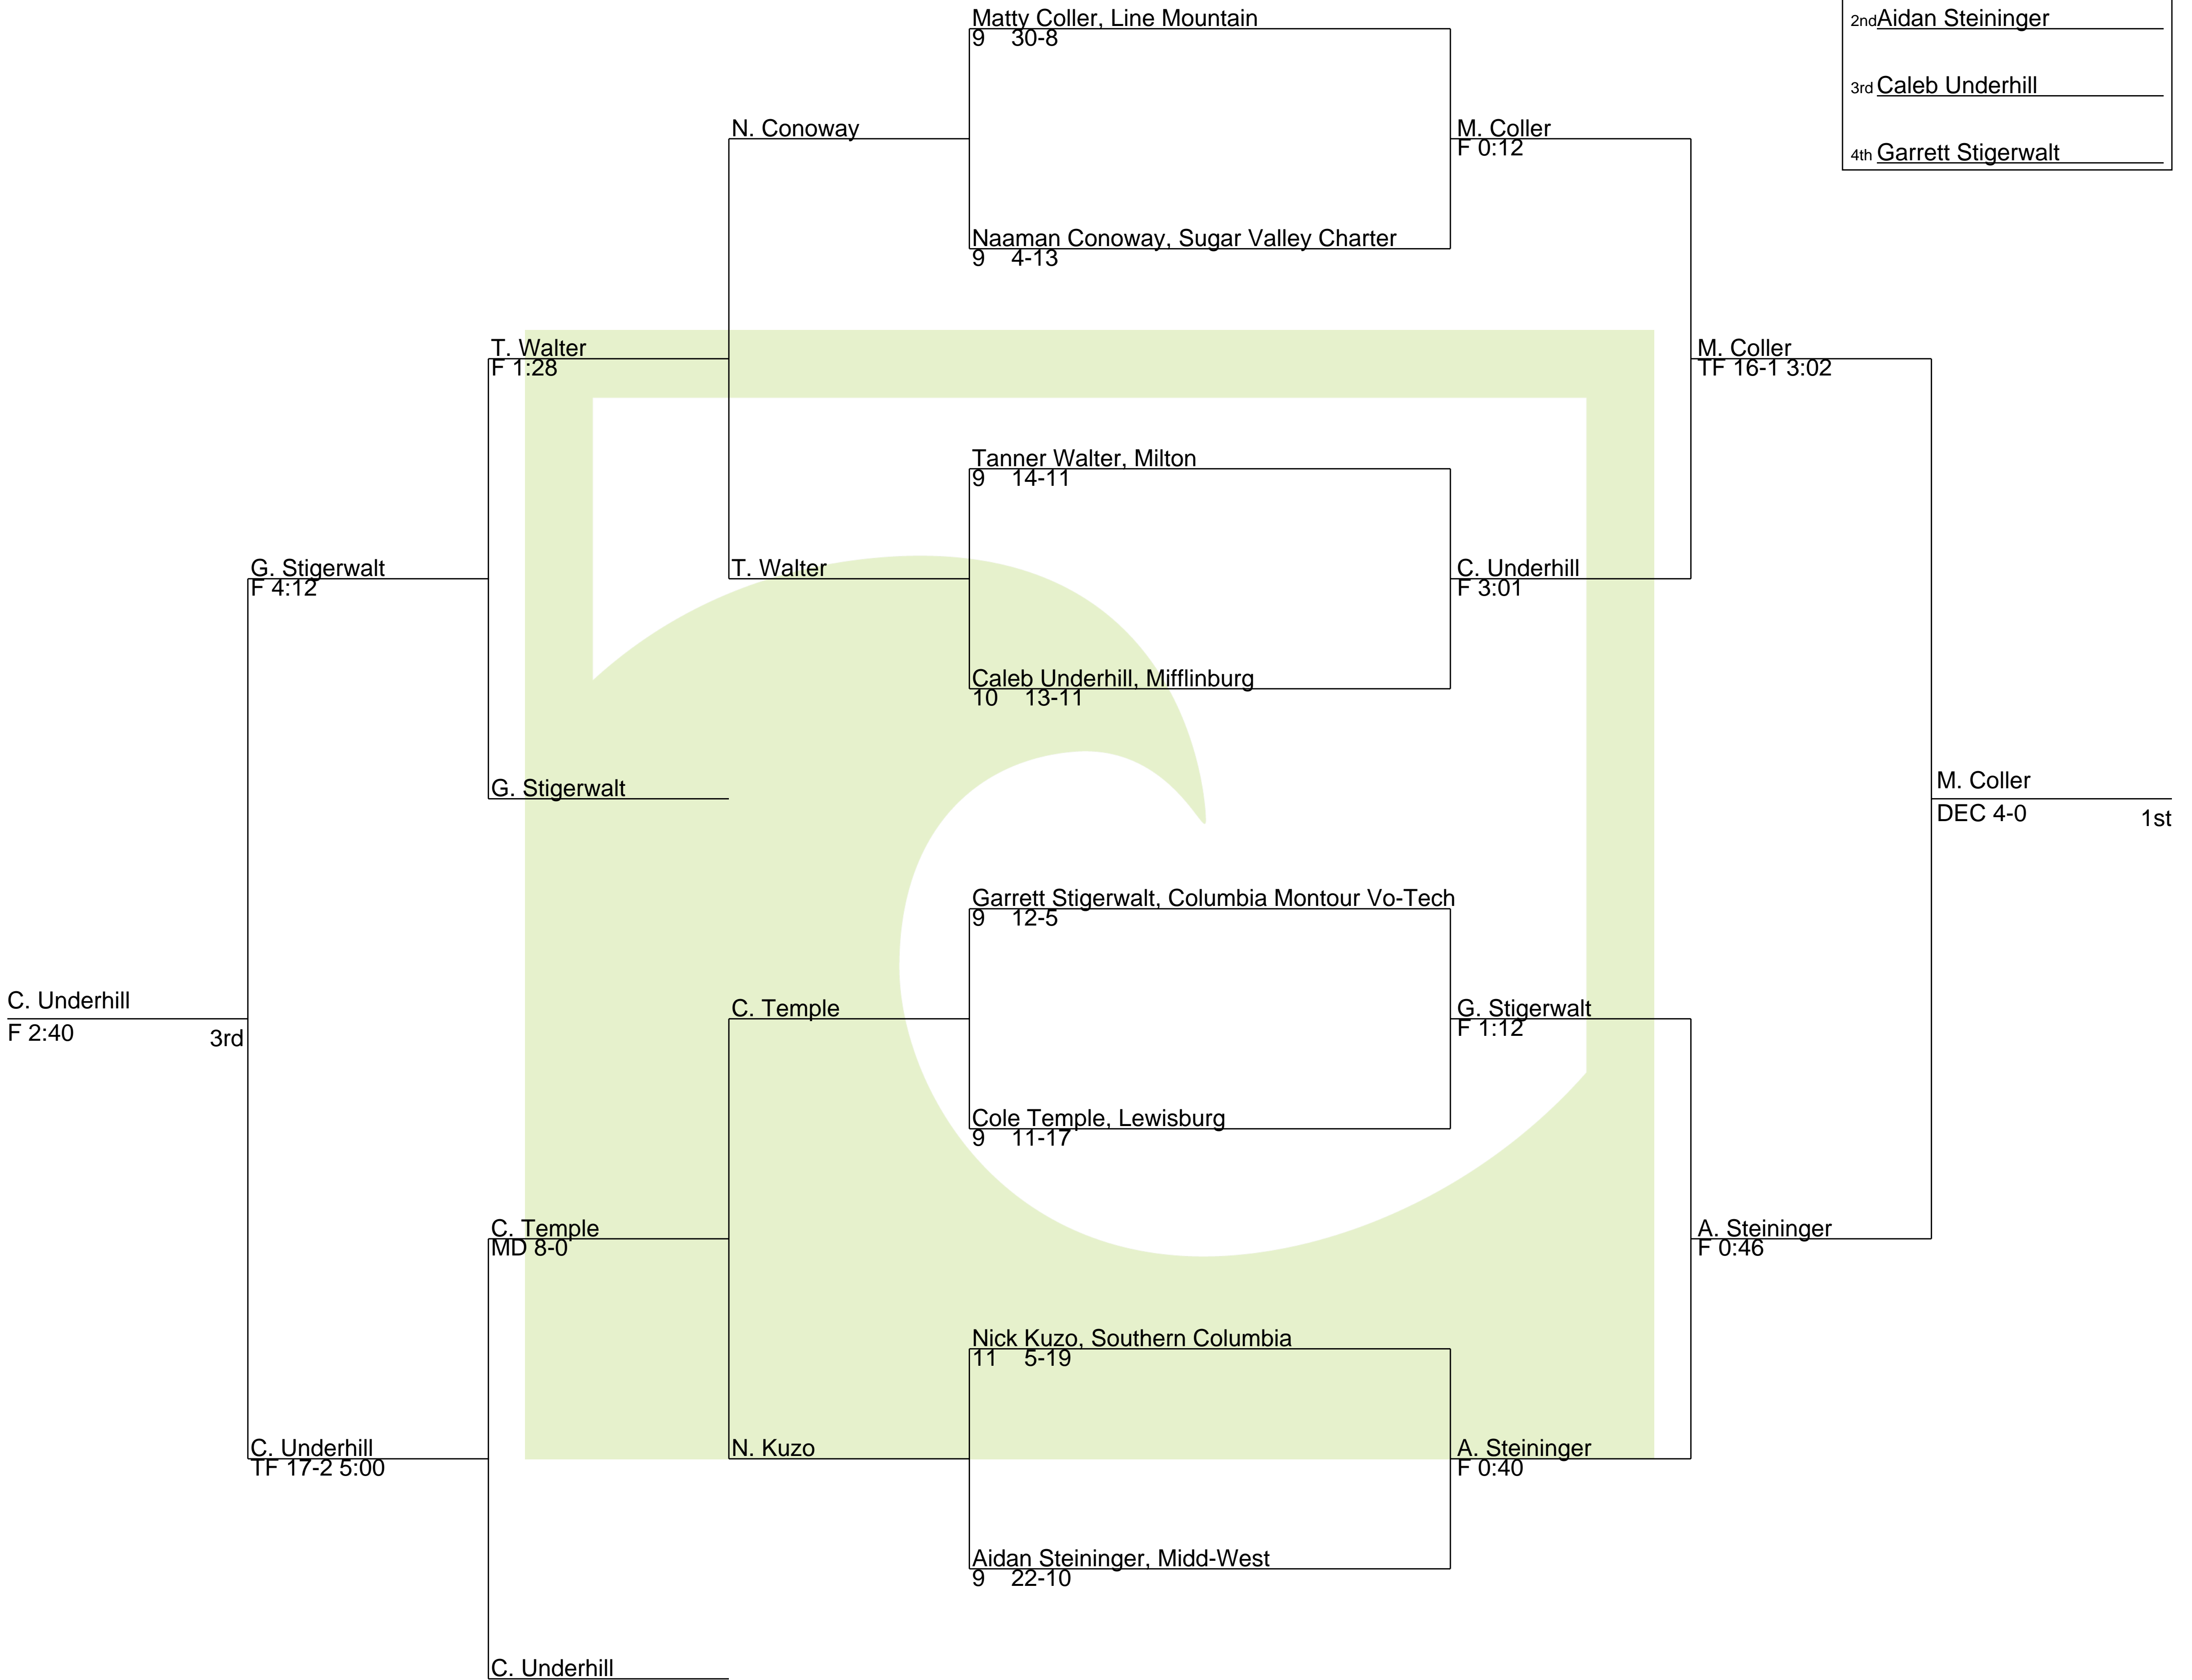 Matty Coller, Line Mountain
9 30-8
2nd Aidan Steininger
3rd Caleb Underhill
N. Conoway
M. Coller
F 0:12
4th Garrett Stigerwalt
Naaman Conoway, Sugar Valley Charter
9 4-13
T. Walter
F 1:28
M. Coller
TF 16-1 3:02
Tanner Walter, Milton
9 14-11
G. Stigerwalt
F 4:12
T. Walter
C. Underhill
F 3:01
Caleb Underhill, Mifflinburg
10 13-11
G. Stigerwalt
M. Coller
DEC 4-0
1st
Garrett Stigerwalt, Columbia Montour Vo-Tech
9 12-5
C. Underhill
F 2:40
3rd
C. Temple
G. Stigerwalt
F 1:12
Cole Temple, Lewisburg
9 11-17
C. Temple
MD 8-0
A. Steininger
F 0:46
Nick Kuzo, Southern Columbia
11 5-19
C. Underhill
TF 17-2 5:00
N. Kuzo
A. Steininger
F 0:40
Aidan Steininger, Midd-West
9 22-10
C. Underhill